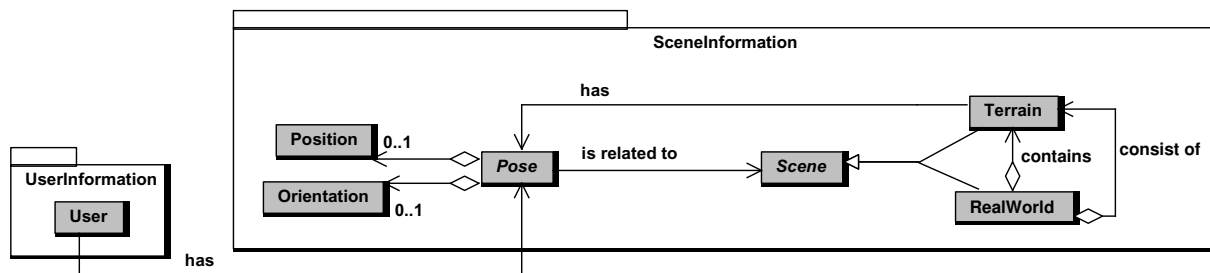 SceneInformation
has
Terrain
Position
0..1
Pose
is related to
Scene
contains
consist of
UserInformation
Orientation
0..1
RealWorld
User
has